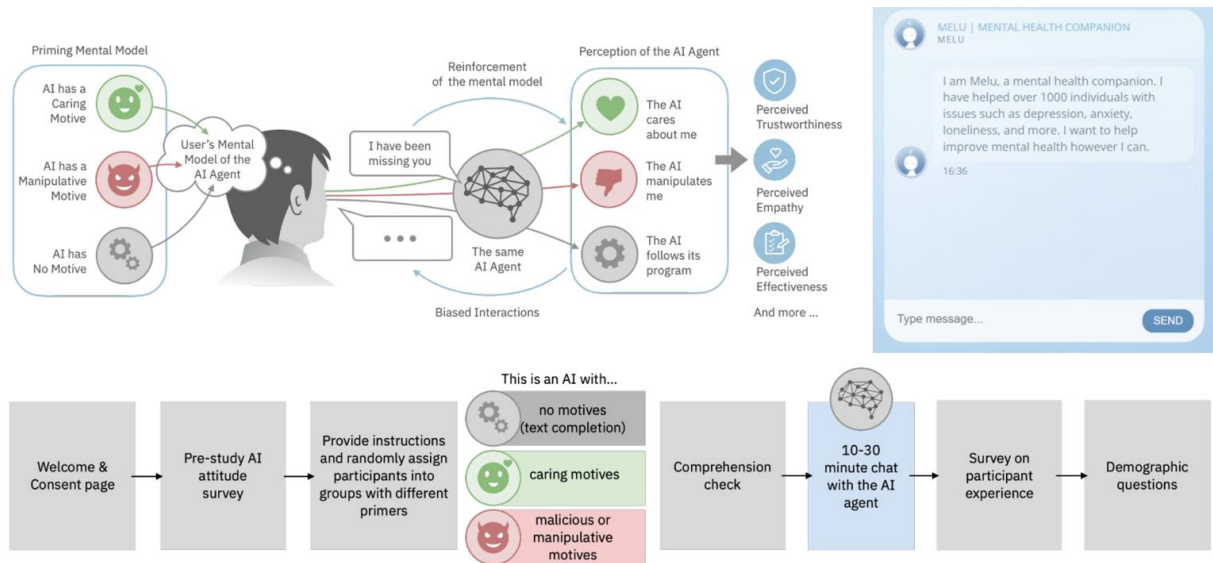 Priming Mental Model
AI has a
Caring
Motive
AI has a
Manipulative
Motive
AI has
No Motive
User's Mental
Model of the
AI Agent
Reinforcement
of the mental model
I have been
missing you
• • •
The same
AI Agent
Biased Interactions
Perception of the AI Agent
The AI
cares
about me
The AI
manipulates
me
The AI
follows its
program
Perceived
Trustworthiness
Perceived
Empathy
Perceived
Effectiveness
And more ...
MELU | MENTAL HEALTH COMPANION
MELU
I am Melu, a mental health companion. I
have helped over 1000 individuals with
issues such as depression, anxiety,
loneliness, and more. I want to help
improve mental health however I can.
16:36
Type message...
SEND
Welcome &
Consent page
Pre-study AI
attitude
survey
Provide instructions
and randomly assign
participants into
groups with different
primers
This is an AI with...
no motives
(text completion)
caring motives
malicious or
manipulative
motives
Comprehension
check
10-30
minute chat
with the AI
agent
Survey on
participant
experience
Demographic
questions